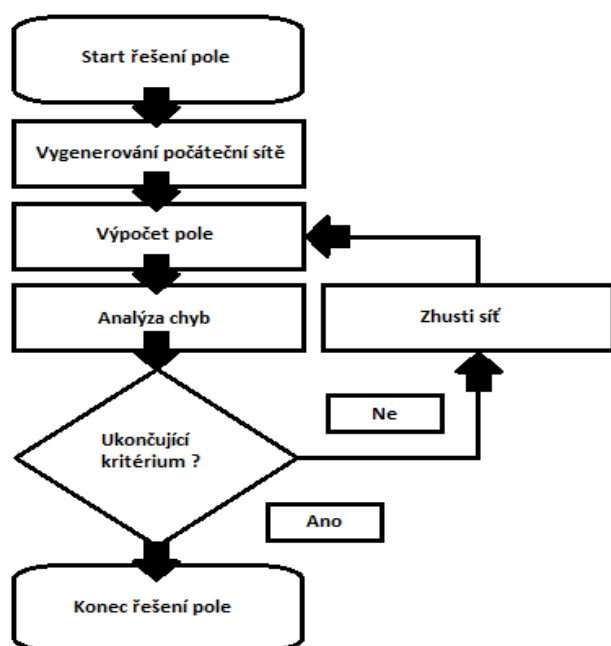 Start řešení pole
Vygenerování počáteční sítě
Výpočet pole
Analýza chyb
Zhusti síť
Ne
Ukončující
kritérium ?
Ano
Konec řešení pole